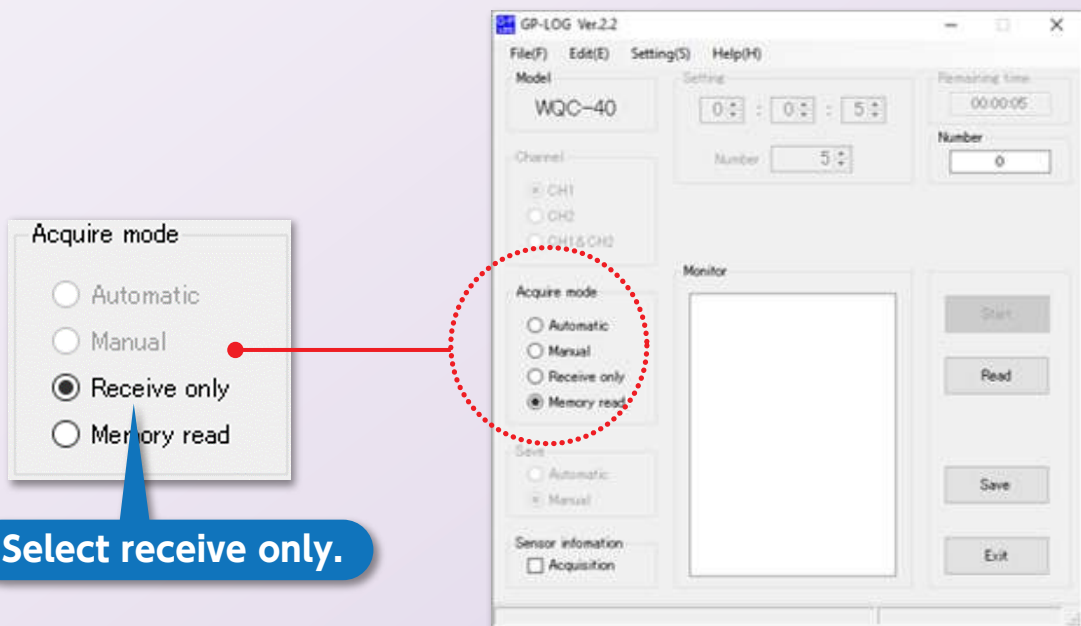 Acquire mode
Automatic
Manual
Receive only
Memory read
Select receive only.
GP-LOG Ver.2.2
File(F) Edit(E) Setting(S) Help(H)
Model
WQC-40
Setting
0 : 0 : 5
Number 5
Remaining time
00:00:05
Number
0
Channel
CH1
CH2
CH1&CH2
Acquire mode
Automatic
Manual
Receive only
Memory read
Monitor
Start
Read
Save
Automatic
Manual
Save
Sensor infomation
Acquisition
Exit